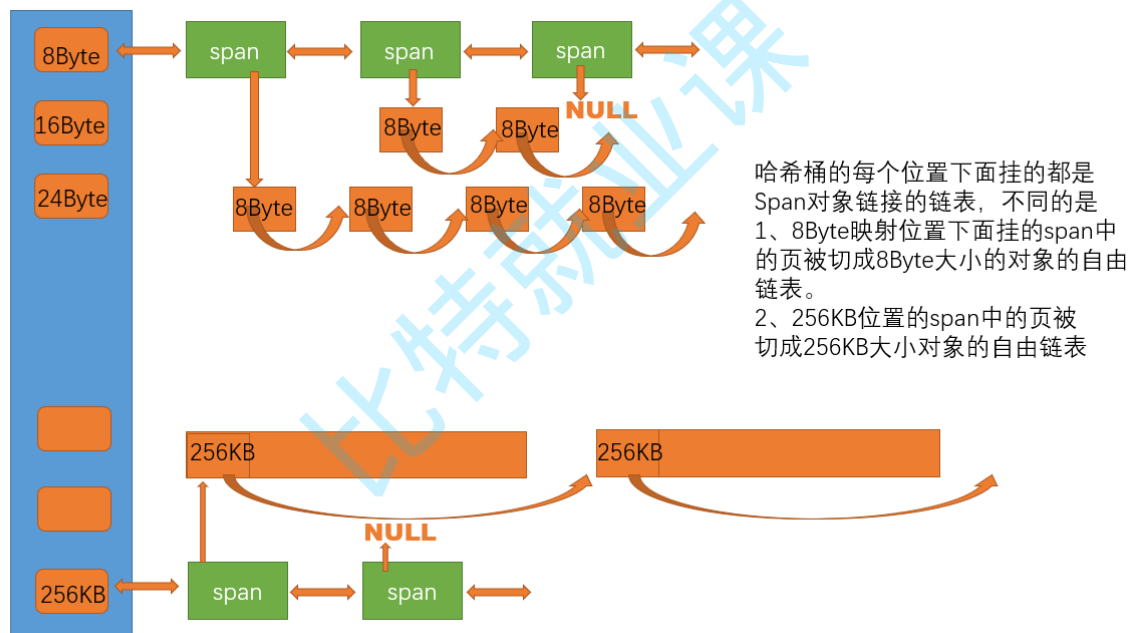 8Byte
span
span
span
NULL
16Byte
8Byte
8Byte
24Byte
8Byte
8Byte
8Byte
8Byte
哈希桶的每个位置下面挂的都是
Span对象链接的链表，不同的是
1、8Byte映射位置下面挂的span中
的页被切成8Byte大小的对象的自由
链表。
2、256KB位置的span中的页被
切成256KB大小对象的自由链表
256KB
256KB
NULL
256KB
span
span
比特就业课